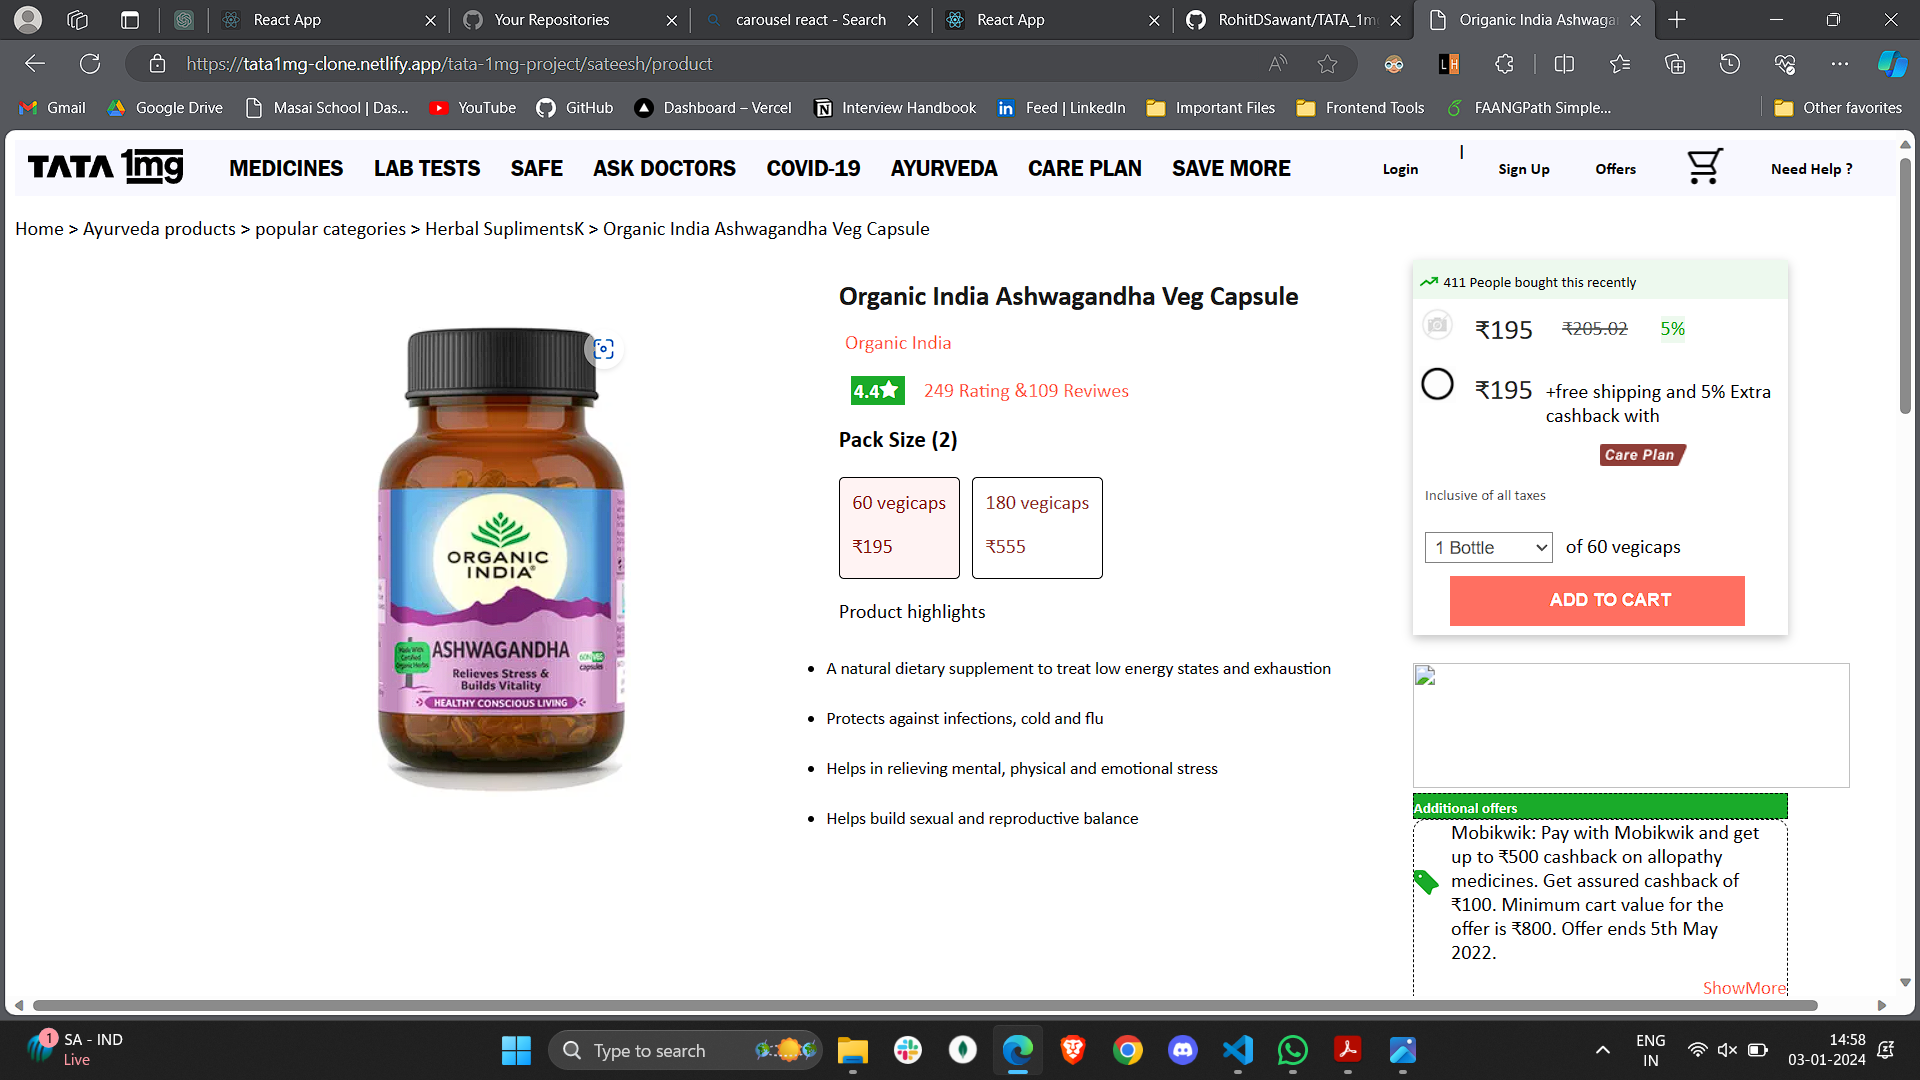 React App
Your Repositories
carousel react - Search
React App
RohitDSawant/TATA_1m
Origanic India Ashwaga
https://tata1mg-clone.netlify.app/tata-1mg-project/sateesh/product
Gmail
Google Drive
Masai School | Das...
YouTube
GitHub
Dashboard – Vercel
Interview Handbook
Feed | LinkedIn
Important Files
Frontend Tools
FAANGPath Simple...
Other favorites
TATA 1mg
MEDICINES
LAB TESTS
SAFE
ASK DOCTORS
COVID-19
AYURVEDA
CARE PLAN
SAVE MORE
Login
|
Sign Up
Offers
Need Help ?
Home > Ayurveda products > popular categories > Herbal SuplimentsK > Organic India Ashwagandha Veg Capsule
ORGANIC
INDIA
Made With
Certified
Organic Herbs
ASHWAGANDHA
60N VEG
capsules
Relieves Stress &
Builds Vitality
HEALTHY CONSCIOUS LIVING
Organic India Ashwagandha Veg Capsule
Organic India
4.4★ 249 Rating &109 Reviwes
Pack Size (2)
60 vegicaps
₹195
180 vegicaps
₹555
Product highlights
• A natural dietary supplement to treat low energy states and exhaustion
• Protects against infections, cold and flu
• Helps in relieving mental, physical and emotional stress
• Helps build sexual and reproductive balance
411 People bought this recently
₹195 ₹205.02 5%
₹195 +free shipping and 5% Extra
cashback with
Care Plan
Inclusive of all taxes
1 Bottle of 60 vegicaps
ADD TO CART
Additional offers
Mobikwik: Pay with Mobikwik and get
up to ₹500 cashback on allopathy
medicines. Get assured cashback of
₹100. Minimum cart value for the
offer is ₹800. Offer ends 5th May
2022.
ShowMore
1
SA - IND
Live
Type to search
ENG
IN
14:58
03-01-2024